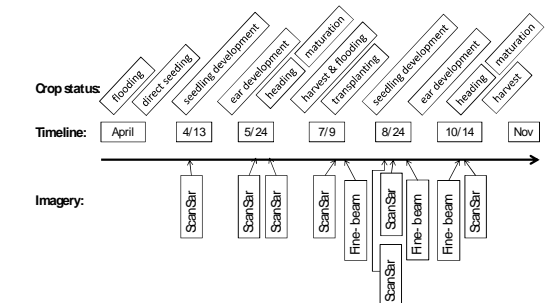 Crop status:
flooding
direct seeding
seedling development
ear development
heading
maturation
harvest & flooding
transplanting
seedling development
ear development
heading
maturation
harvest
Timeline:
April
4/13
5/24
7/9
8/24
10/14
Nov
Imagery:
ScanSar
ScanSar
ScanSar
ScanSar
Fine-beam
ScanSar
ScanSar
Fine-beam
Fine-beam
ScanSar